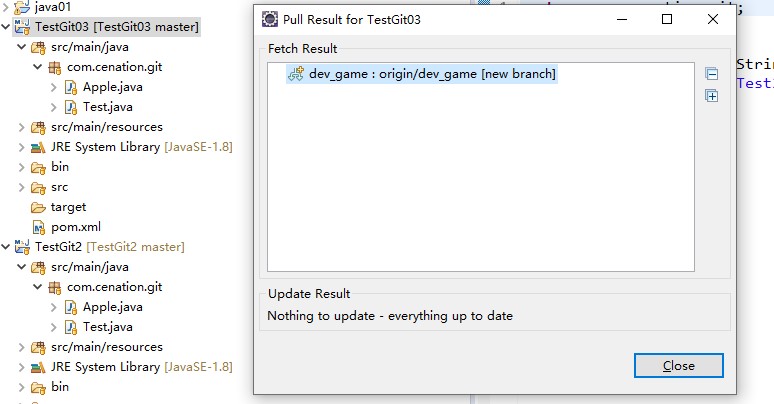 java01
TestGit03 [TestGit03 master]
src/main/java
com.cenation.git
Apple.java
Test.java
src/main/resources
JRE System Library [JavaSE-1.8]
bin
src
target
pom.xml
TestGit2 [TestGit2 master]
src/main/java
com.cenation.git
Apple.java
Test.java
src/main/resources
JRE System Library [JavaSE-1.8]
bin
Pull Result for TestGit03
Fetch Result
dev_game : origin/dev_game [new branch]
Update Result
Nothing to update - everything up to date
Close